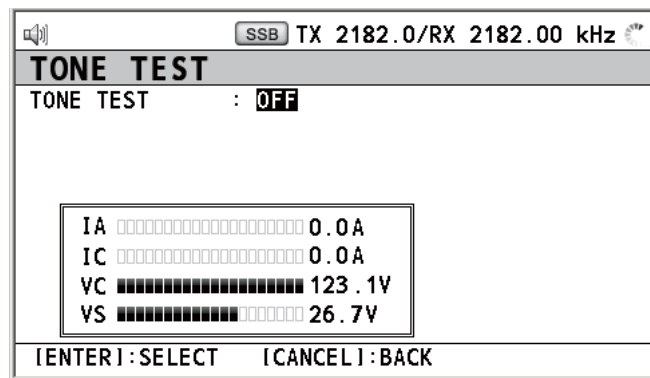 SSB TX 2182.0/RX 2182.00 kHz
TONE TEST
TONE TEST : OFF
IA 0.0A
IC 0.0A
VC 123.1V
VS 26.7V
[ENTER]:SELECT [CANCEL]:BACK